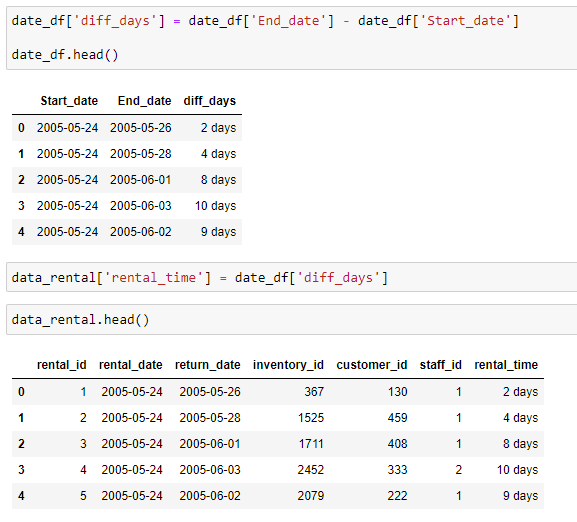 date_df['diff_days'] = date_df['End_date'] - date_df['Start_date']
date_df.head()
Start_date End_date diff_days
0 2005-05-24 2005-05-26 2 days
1 2005-05-24 2005-05-28 4 days
2 2005-05-24 2005-06-01 8 days
3 2005-05-24 2005-06-03 10 days
4 2005-05-24 2005-06-02 9 days
data_rental['rental_time'] = date_df['diff_days']
data_rental.head()
rental_id rental_date return_date inventory_id customer_id staff_id rental_time
0 1 2005-05-24 2005-05-26 367 130 1 2 days
1 2 2005-05-24 2005-05-28 1525 459 1 4 days
2 3 2005-05-24 2005-06-01 1711 408 1 8 days
3 4 2005-05-24 2005-06-03 2452 333 2 10 days
4 5 2005-05-24 2005-06-02 2079 222 1 9 days